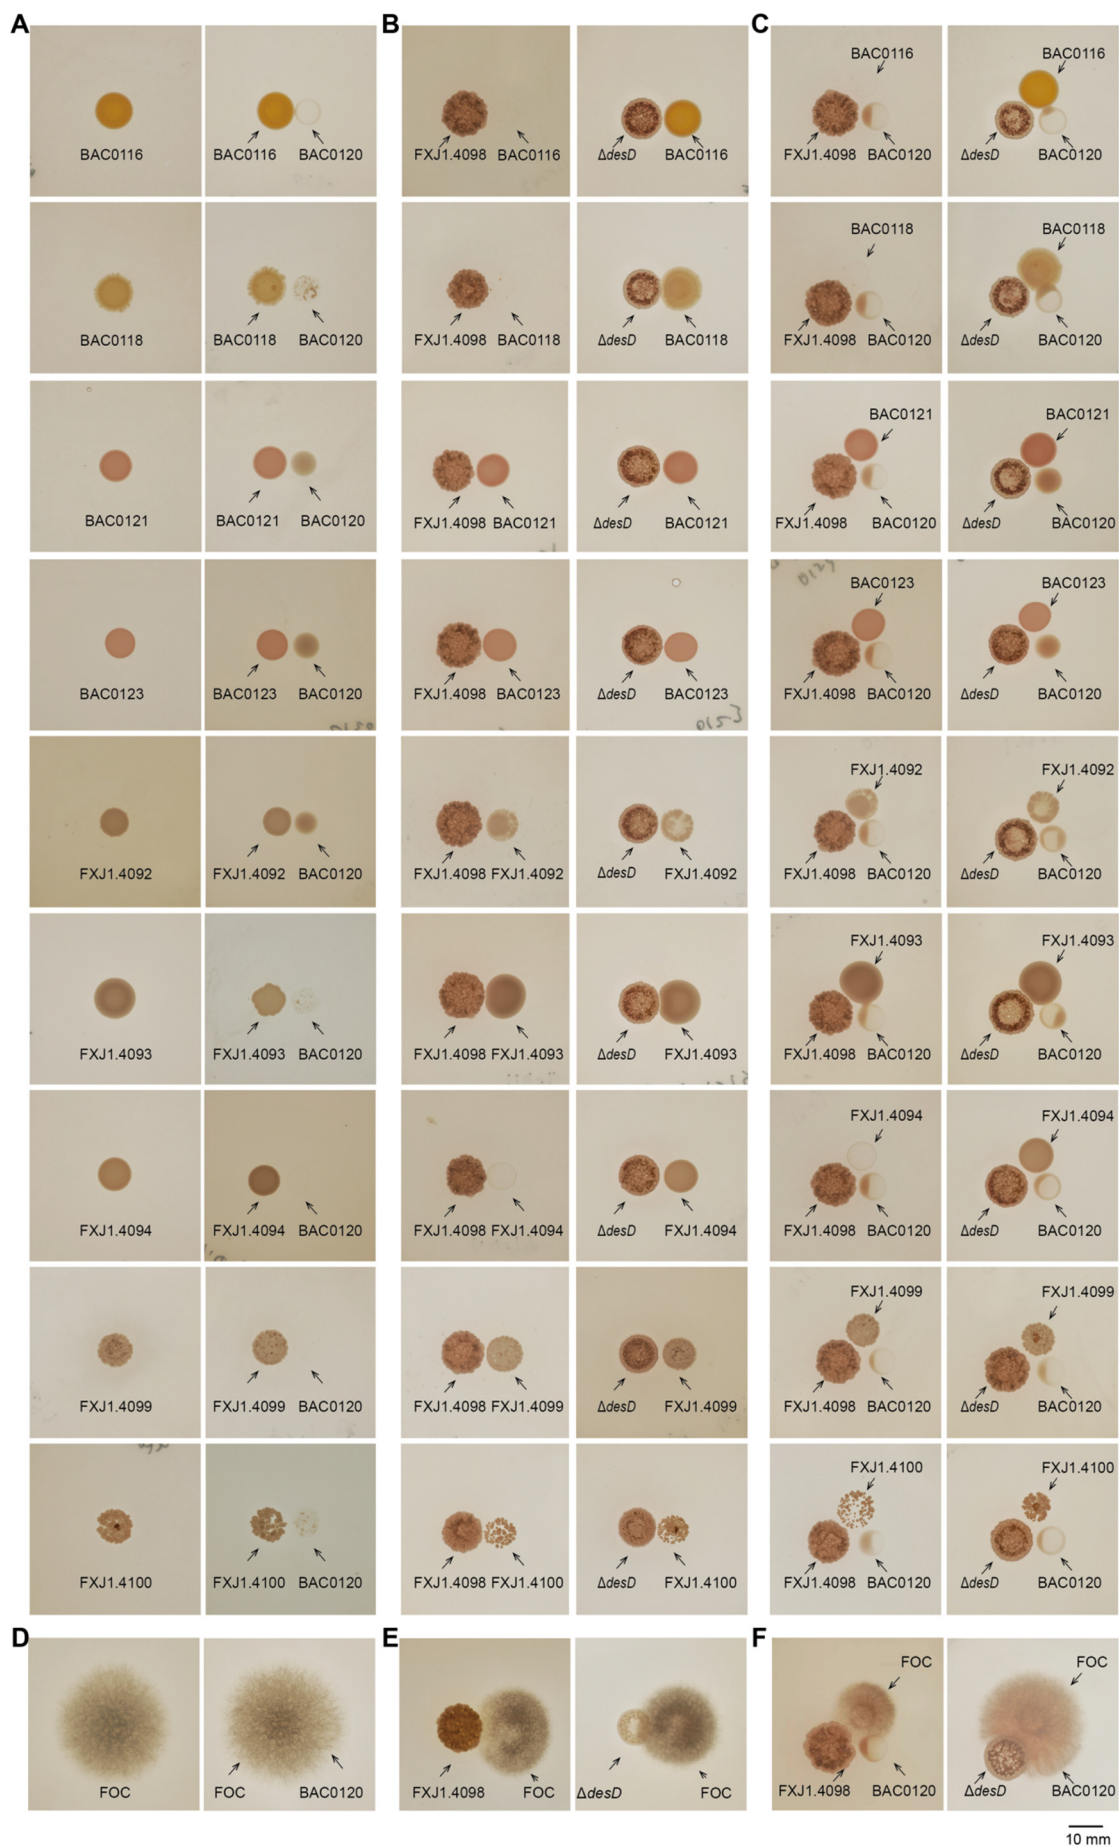 A B C
BAC0116
BAC0116
BAC0116 BAC0116 BAC0120 FXJ1.4098 BAC0116 ΔdesD BAC0116 FXJ1.4098 BAC0120 ΔdesD BAC0120
BAC0118
BAC0118
BAC0118 BAC0118 BAC0120 FXJ1.4098 BAC0118 ΔdesD BAC0118 FXJ1.4098 BAC0120 ΔdesD BAC0120
BAC0121
BAC0121
BAC0121 BAC0121 BAC0120 FXJ1.4098 BAC0121 ΔdesD BAC0121 FXJ1.4098 BAC0120 ΔdesD BAC0120
BAC0123
BAC0123
BAC0123 BAC0123 BAC0120 FXJ1.4098 BAC0123 ΔdesD BAC0123 FXJ1.4098 BAC0120 ΔdesD BAC0120
FXJ1.4092
FXJ1.4092
FXJ1.4092 FXJ1.4092 BAC0120 FXJ1.4098 FXJ1.4092 ΔdesD FXJ1.4092 FXJ1.4098 BAC0120 ΔdesD BAC0120
FXJ1.4093
FXJ1.4093
FXJ1.4093 FXJ1.4093 BAC0120 FXJ1.4098 FXJ1.4093 ΔdesD FXJ1.4093 FXJ1.4098 BAC0120 ΔdesD BAC0120
FXJ1.4094
FXJ1.4094
FXJ1.4094 FXJ1.4094 BAC0120 FXJ1.4098 FXJ1.4094 ΔdesD FXJ1.4094 FXJ1.4098 BAC0120 ΔdesD BAC0120
FXJ1.4099
FXJ1.4099
FXJ1.4099 FXJ1.4099 BAC0120 FXJ1.4098 FXJ1.4099 ΔdesD FXJ1.4099 FXJ1.4098 BAC0120 ΔdesD BAC0120
FXJ1.4100
FXJ1.4100
FXJ1.4100 FXJ1.4100 BAC0120 FXJ1.4098 FXJ1.4100 ΔdesD FXJ1.4100 FXJ1.4098 BAC0120 ΔdesD BAC0120
D E F
FOC
FOC
FOC FOC BAC0120 FXJ1.4098 FOC ΔdesD FOC FXJ1.4098 BAC0120 ΔdesD BAC0120
10 mm